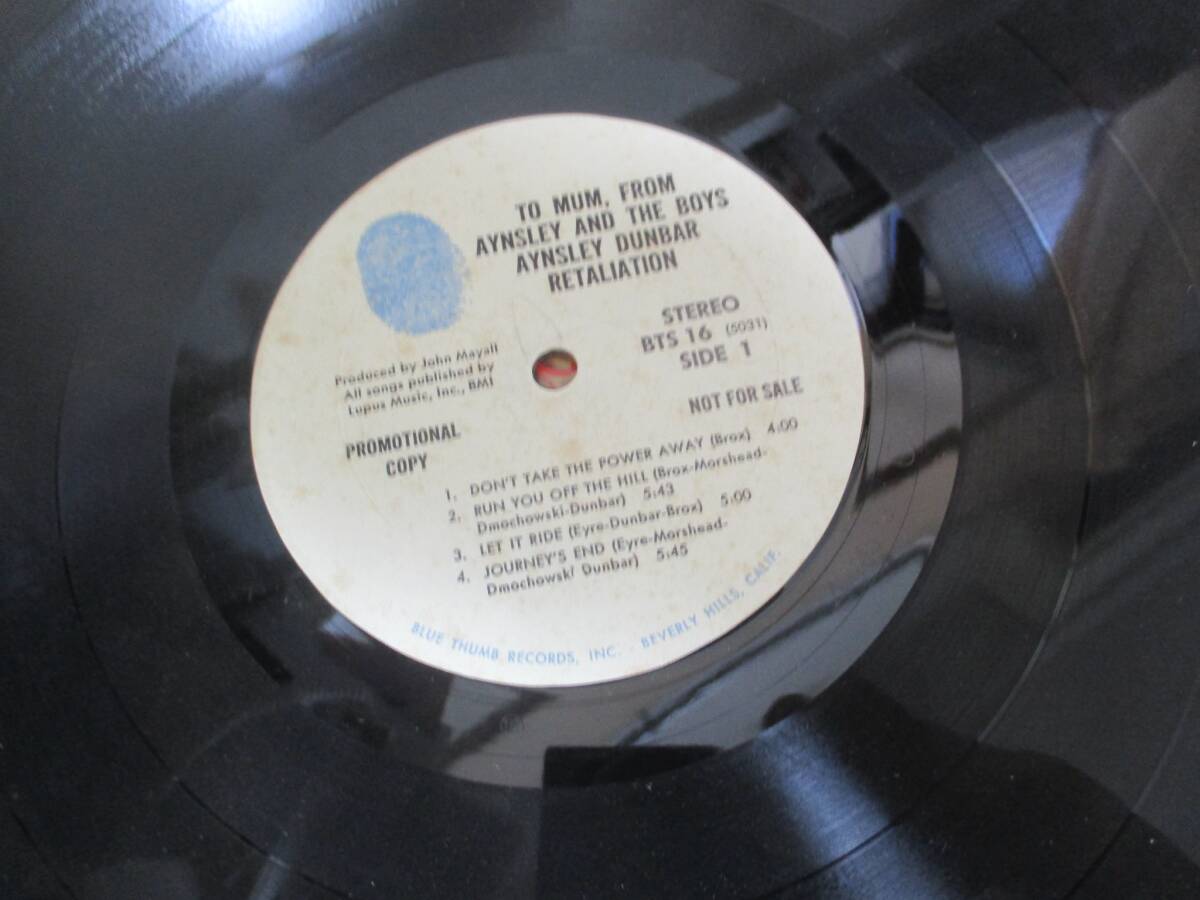 TO MUM, FROM
AYNSLEY AND THE BOYS
AYNSLEY DUNBAR
RETALIATION
STEREO
BTS 16 (5031)
SIDE 1
Produced by John Mayall
All songs published by
Lupus Music, Inc., BMI
NOT FOR SALE
PROMOTIONAL
COPY
1. DON'T TAKE THE POWER AWAY (Brox) 4:00
2. RUN YOU OFF THE HILL (Brox-Morshead-
Dmochowski-Dunbar) 5:43
3. LET IT RIDE (Eyre-Dunbar-Brox) 5:00
4. JOURNEY'S END (Eyre-Morshead-
Dmochowski Dunbar) 5:45
BLUE THUMB RECORDS, INC. · BEVERLY HILLS, CALIF.